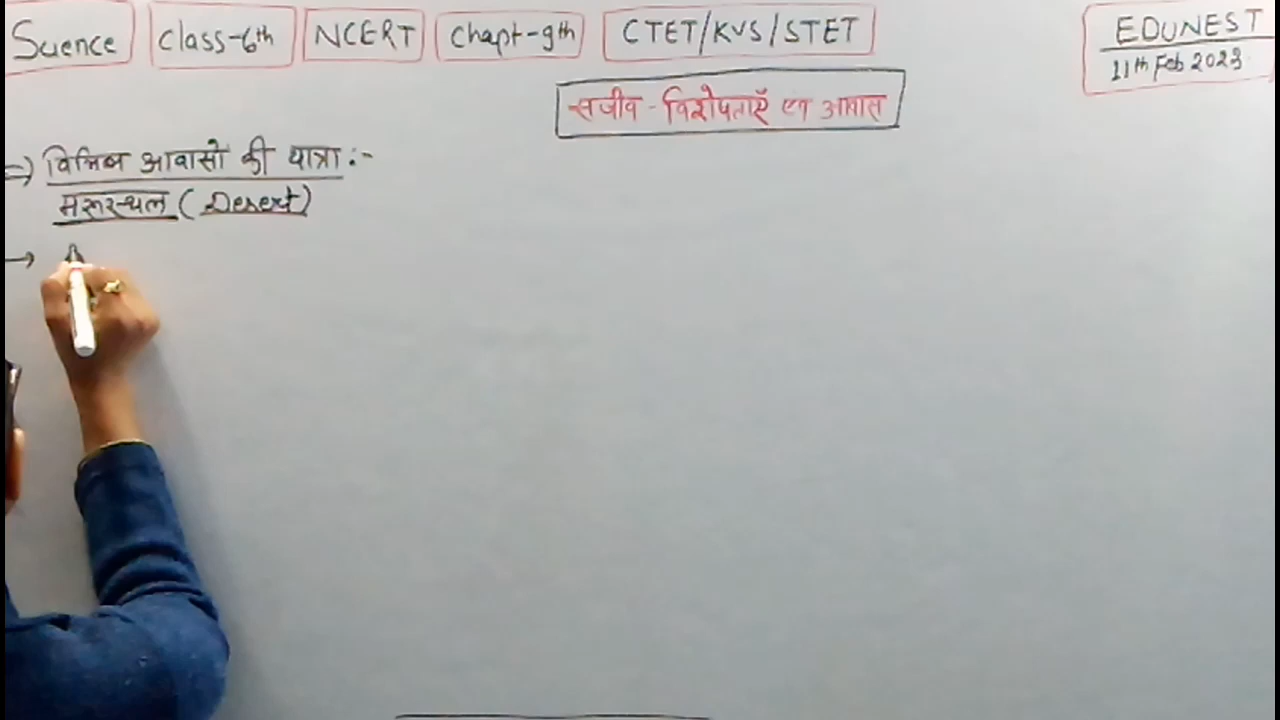 Science class-6th NCERT Chapt-9th CTET/KVS/STET EDUNEST
11th Feb 2023
सजीव - विशेषताएँ एवं आवास
⇒ विभिन्न आवासों की यात्रा :-
मरुस्थल (Desert)
→